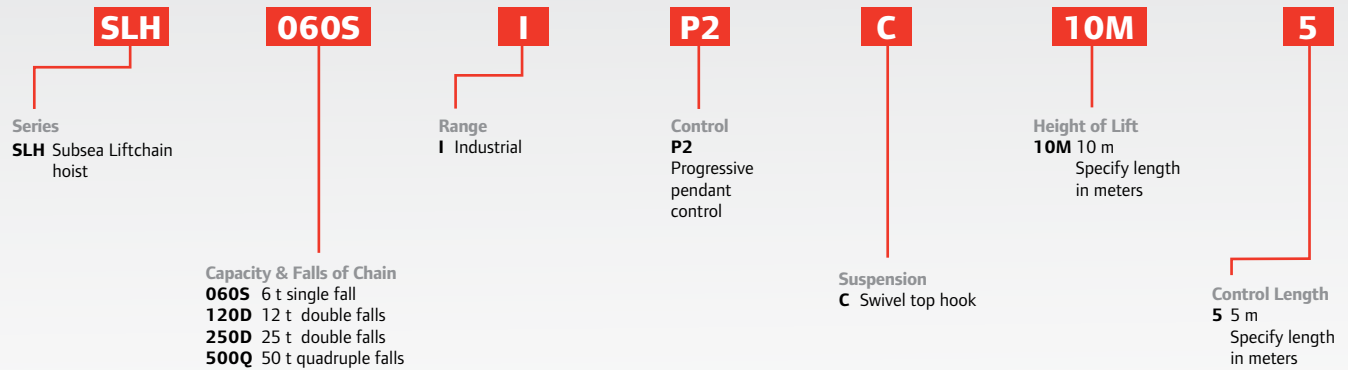 SLH 060S I P2 C 10M 5
Series
SLH Subsea Liftchain
hoist
Capacity & Falls of Chain
060S 6 t single fall
120D 12 t double falls
250D 25 t double falls
500Q 50 t quadruple falls
Range
I Industrial
Control
P2
Progressive
pendant
control
Suspension
C Swivel top hook
Height of Lift
10M 10 m
Specify length
in meters
Control Length
5 5 m
Specify length
in meters